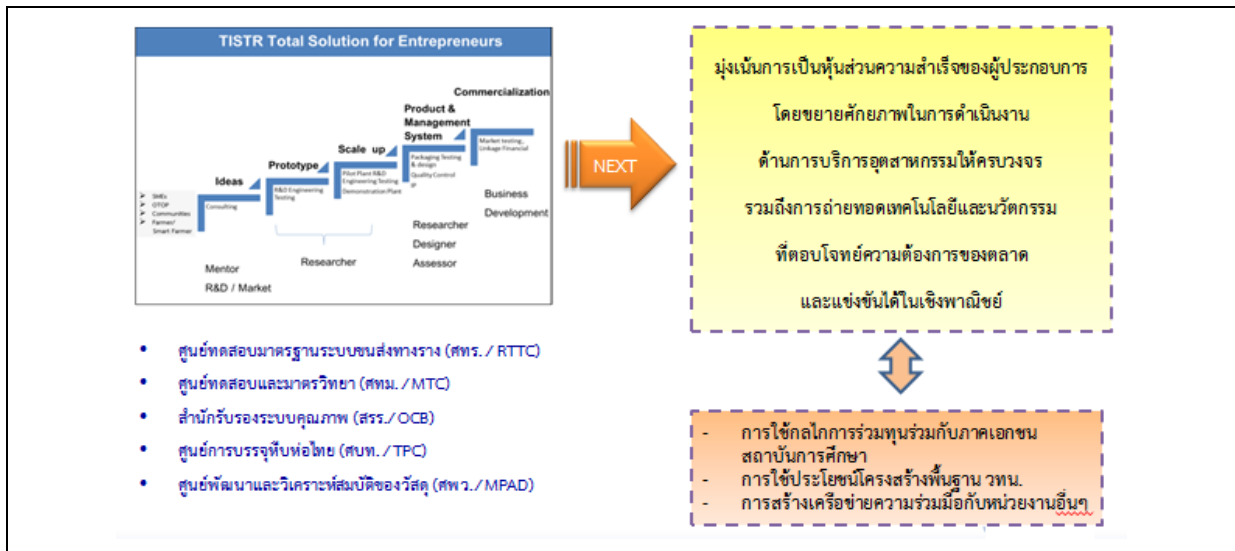 TISTR Total Solution for Entrepreneurs
Commercialization
Market testing,
Linkage Financial
Product &
Management
System
Packaging Testing
& design
Quality Control
IP
Scale up
Pilot Plant R&D
Engineering Testing
Demonstration Plant
Prototype
R&D Engineering
Testing
Ideas
Consulting
➢ SMEs
➢ OTOP
➢ Communities
➢ Farmer/
Smart Farmer
Mentor
R&D / Market
Researcher
Researcher
Designer
Assessor
Business
Development
NEXT
มุ่งเน้นการเป็นหุ้นส่วนความสำเร็จของผู้ประกอบการ
โดยขยายศักยภาพในการดำเนินงาน
ด้านการบริการอุตสาหกรรมให้ครบวงจร
รวมถึงการถ่ายทอดเทคโนโลยีและนวัตกรรม
ที่ตอบโจทย์ความต้องการของตลาด
และแข่งขันได้ในเชิงพาณิชย์
• ศูนย์ทดสอบมาตรฐานระบบขนส่งทางราง (ศทร. / RTTC)
• ศูนย์ทดสอบและมาตรวิทยา (ศทม. / MTC)
• สำนักรับรองระบบคุณภาพ (สรร./ OCB)
• ศูนย์การบรรจุหีบห่อไทย (ศบท. / TPC)
• ศูนย์พัฒนาและวิเคราะห์สมบัติของวัสดุ (ศพว./ MPAD)
- การใช้กลไกการร่วมทุนร่วมกับภาคเอกชน
สถาบันการศึกษา
- การใช้ประโยชน์โครงสร้างพื้นฐาน วทน.
- การสร้างเครือข่ายความร่วมมือกับหน่วยงานอื่นๆ